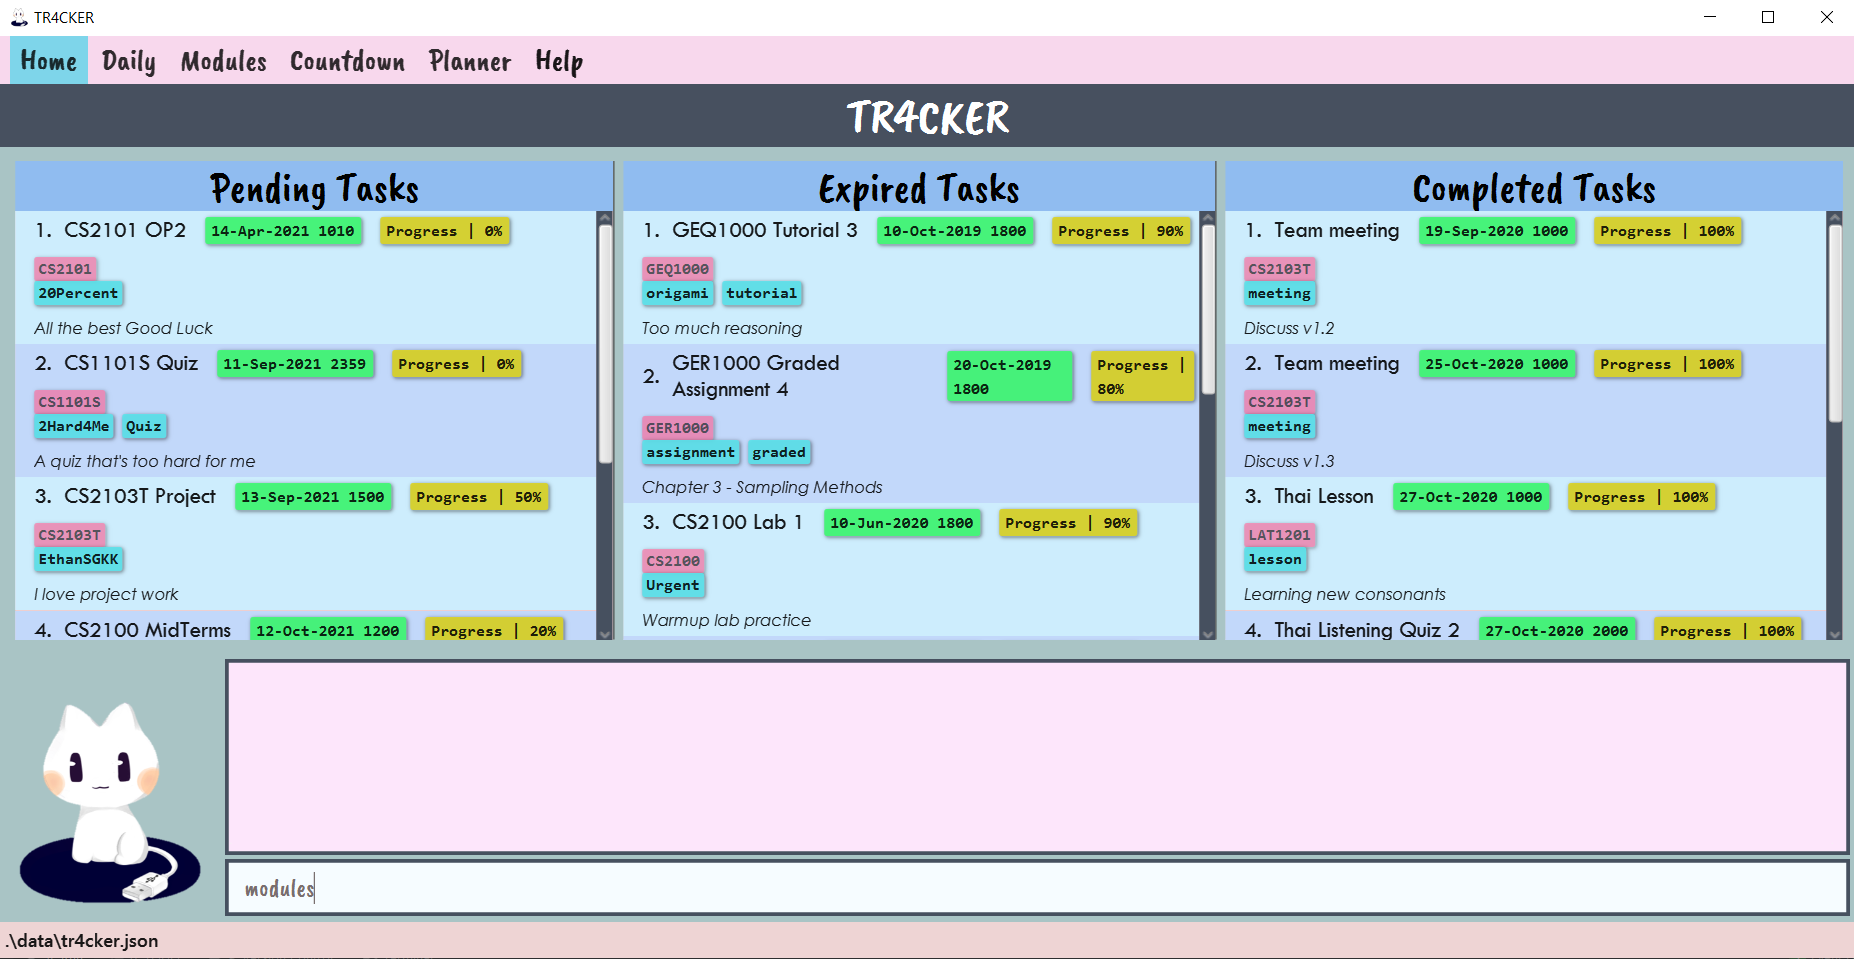 TR4CKER
Home Daily Modules Countdown Planner Help
TR4CKER
Pending Tasks
1. CS2101 OP2 14-Apr-2021 1010 Progress | 0%
CS2101
20Percent
All the best Good Luck
2. CS1101S Quiz 11-Sep-2021 2359 Progress | 0%
CS1101S
2Hard4Me Quiz
A quiz that's too hard for me
3. CS2103T Project 13-Sep-2021 1500 Progress | 50%
CS2103T
EthanSGKK
I love project work
4. CS2100 MidTerms 12-Oct-2021 1200 Progress | 20%
Expired Tasks
1. GEQ1000 Tutorial 3 10-Oct-2019 1800 Progress | 90%
GEQ1000
origami tutorial
Too much reasoning
2. GER1000 Graded Assignment 4 20-Oct-2019 1800 Progress | 80%
GER1000
assignment graded
Chapter 3 - Sampling Methods
3. CS2100 Lab 1 10-Jun-2020 1800 Progress | 90%
CS2100
Urgent
Warmup lab practice
Completed Tasks
1. Team meeting 19-Sep-2020 1000 Progress | 100%
CS2103T
meeting
Discuss v1.2
2. Team meeting 25-Oct-2020 1000 Progress | 100%
CS2103T
meeting
Discuss v1.3
3. Thai Lesson 27-Oct-2020 1000 Progress | 100%
LAT1201
lesson
Learning new consonants
4. Thai Listening Quiz 2 27-Oct-2020 2000 Progress | 100%
modules
.\data\tr4cker.json